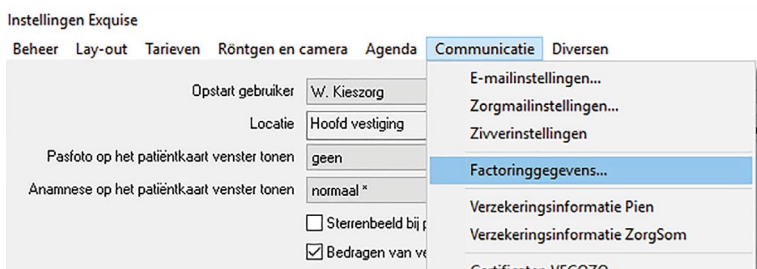 Instellingen Exquise
Beheer Lay-out Tarieven Röntgen en camera Agenda Communicatie Diversen
Opstart gebruiker W. Kieszorg
Locatie Hoofd vestiging
Pasfoto op het patiëntkaart venster tonen geen
Anamnese op het patiëntkaart venster tonen normaal *
Sterrenbeeld bij
Bedragen van
E-mailinstellingen...
Zorgmailinstellingen...
Zivverinstellingen
Factoringgegevens...
Verzekeringsinformatie Pien
Verzekeringsinformatie ZorgSom
Certificaten VECOZO